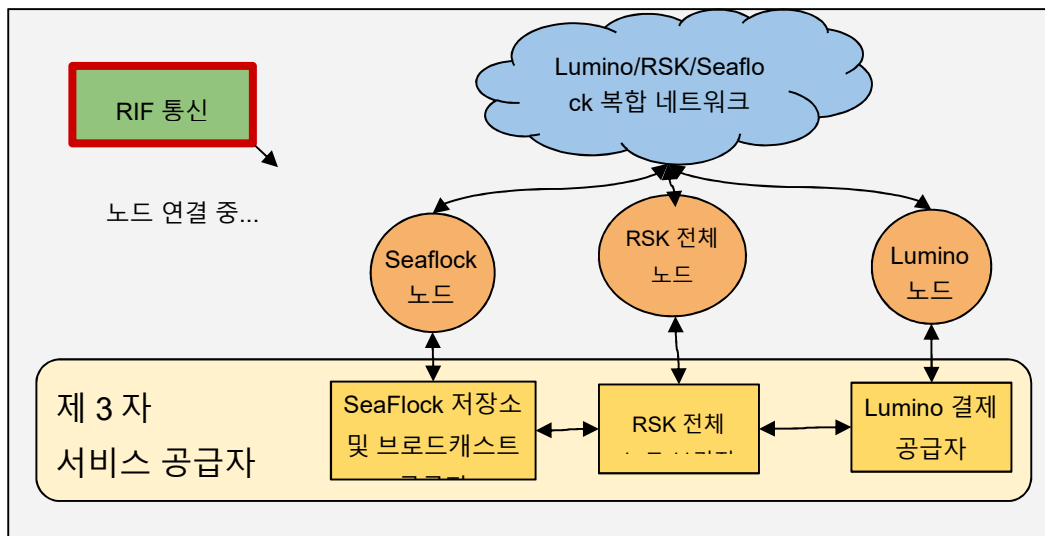 Lumino/RSK/Seaflo
ck 복합 네트워크
RIF 통신
노드 연결 중...
Seaflock
노드
RSK 전체
노드
Lumino
노드
제 3 자
서비스 공급자
SeaFlock 저장소
및 브로드캐스트
RSK 전체
Lumino 결제
공급자